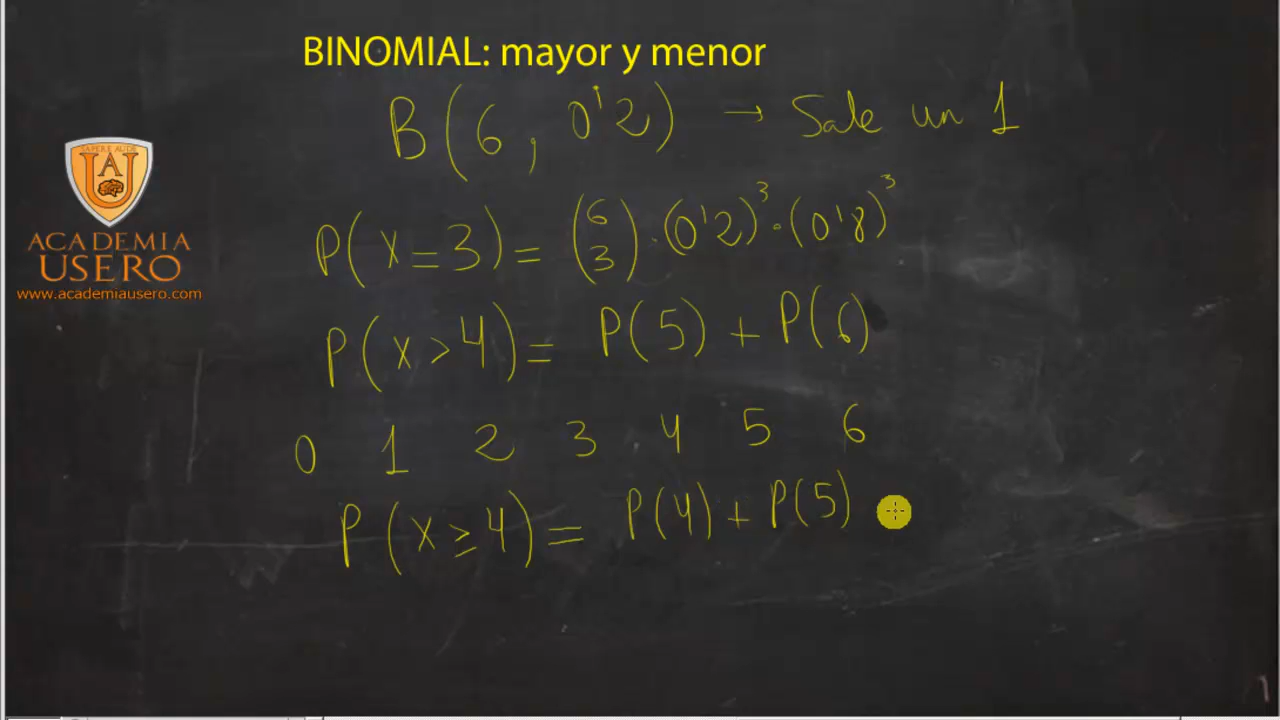 BINOMIAL: mayor y menor
B(6, 0'2) → Sale un 1
SAPERE AUDE
UA
ACADEMIA
USERO
www.academiausero.com
P(x=3) = (6 3) · (0'2)³ · (0'8)³
P(x>4) = P(5) + P(6)
0 1 2 3 4 5 6
P(x≥4) = P(4) + P(5)